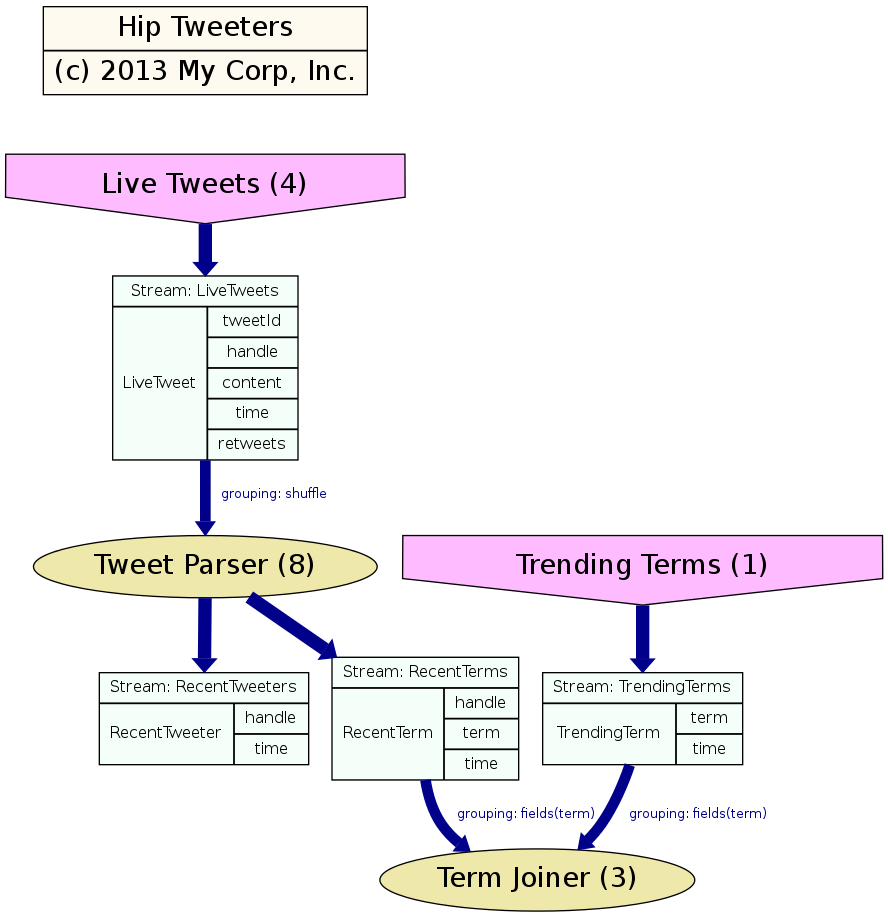 Hip Tweeters
(c) 2013 My Corp, Inc.
Live Tweets (4)
Stream: LiveTweets
LiveTweet
tweetId
handle
content
time
retweets
grouping: shuffle
Tweet Parser (8)
Trending Terms (1)
Stream: RecentTweeters
RecentTweeter
handle
time
Stream: RecentTerms
RecentTerm
handle
term
time
Stream: TrendingTerms
TrendingTerm
term
time
grouping: fields(term)
grouping: fields(term)
Term Joiner (3)